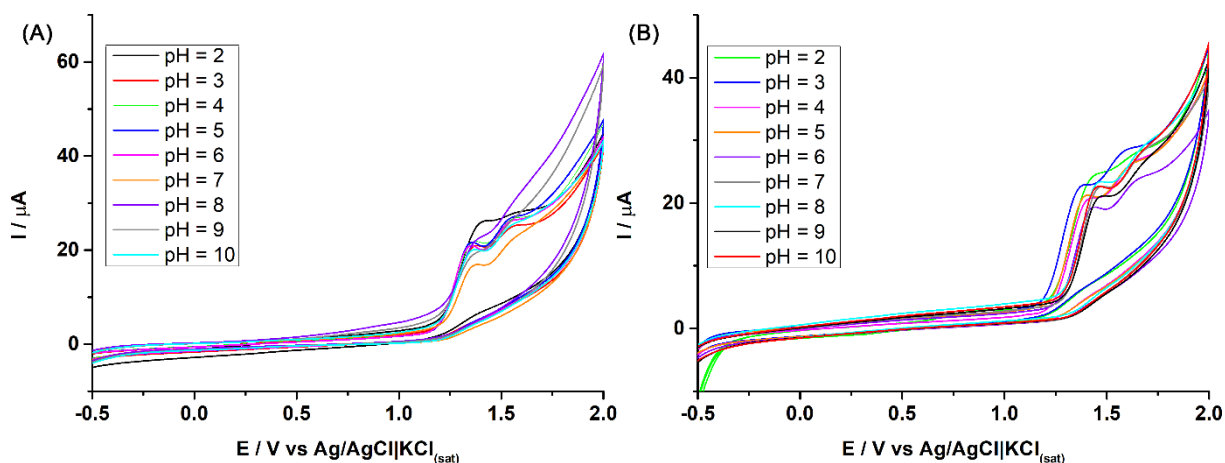 (A)
pH = 2
pH = 3
pH = 4
pH = 5
pH = 6
pH = 7
pH = 8
pH = 9
pH = 10
I / µA
60
40
20
0
-0.5
0.0
0.5
1.0
1.5
2.0
E / V vs Ag/AgCl|KCl(sat)
(B)
pH = 2
pH = 3
pH = 4
pH = 5
pH = 6
pH = 7
pH = 8
pH = 9
pH = 10
I / µA
40
20
0
-0.5
0.0
0.5
1.0
1.5
2.0
E / V vs Ag/AgCl|KCl(sat)